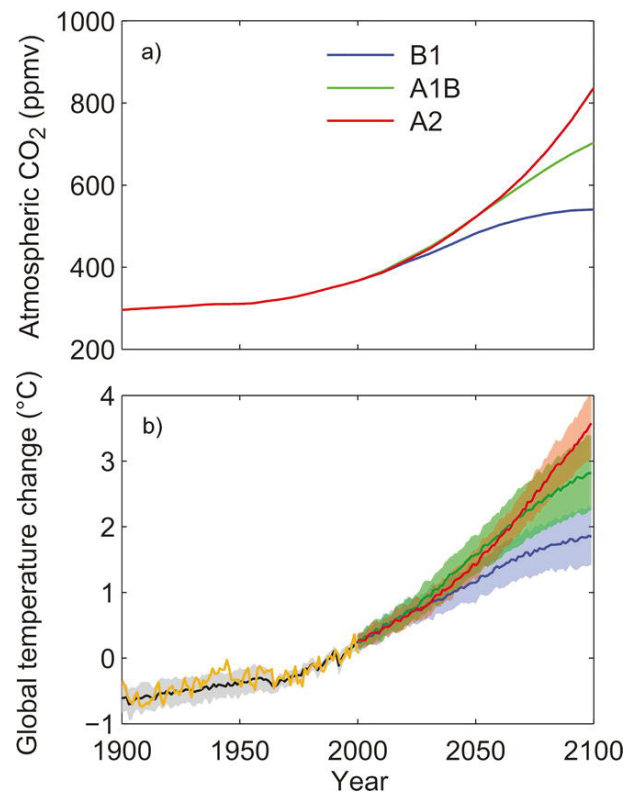 1000
800
600
400
200
Atmospheric CO₂ (ppmv)
a)
B1
A1B
A2
4
3
2
1
0
−1
Global temperature change (°C)
b)
1900
1950
2000
2050
2100
Year